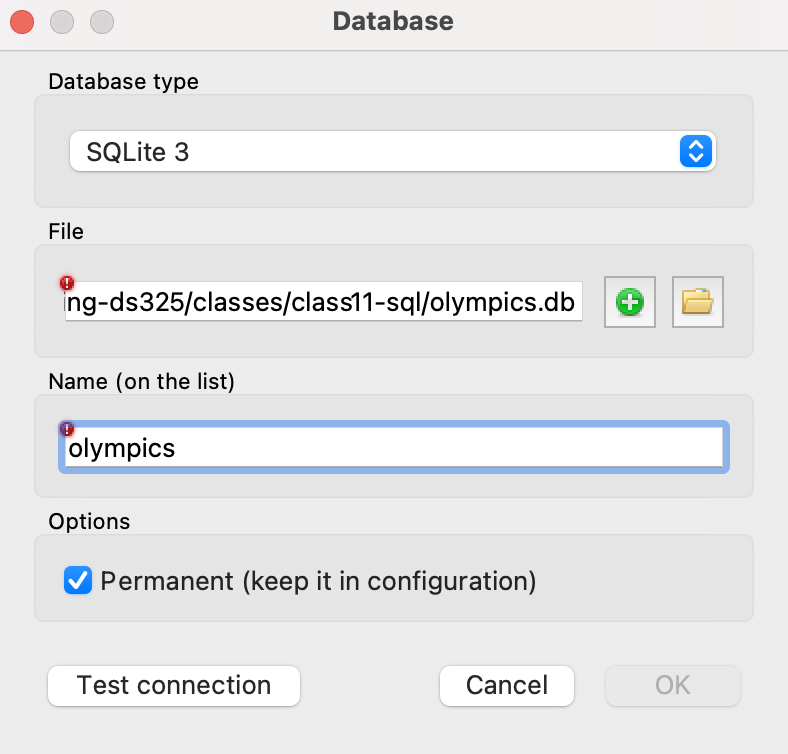 Database
Database type
SQLite 3
File
ing-ds325/classes/class11-sql/olympics.db
Name (on the list)
olympics
Options
Permanent (keep it in configuration)
Test connection
Cancel
OK